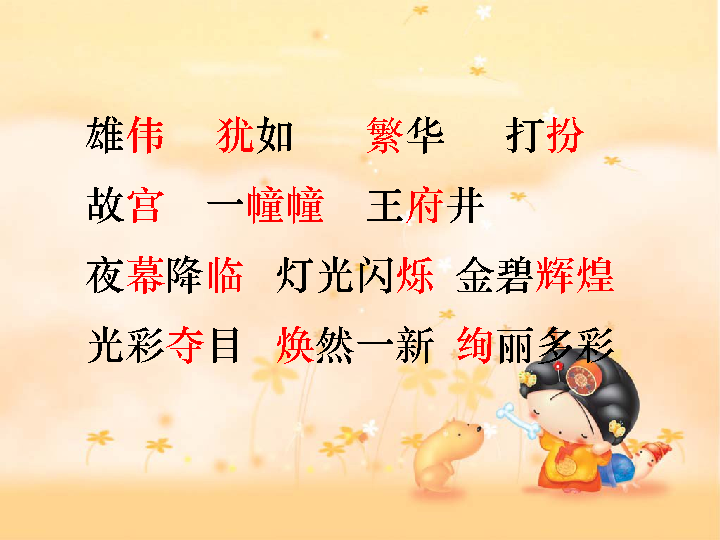 雄伟 犹如 繁华 打扮
故宫 一幢幢 王府井
夜幕降临 灯光闪烁 金碧辉煌
光彩夺目 焕然一新 绚丽多彩